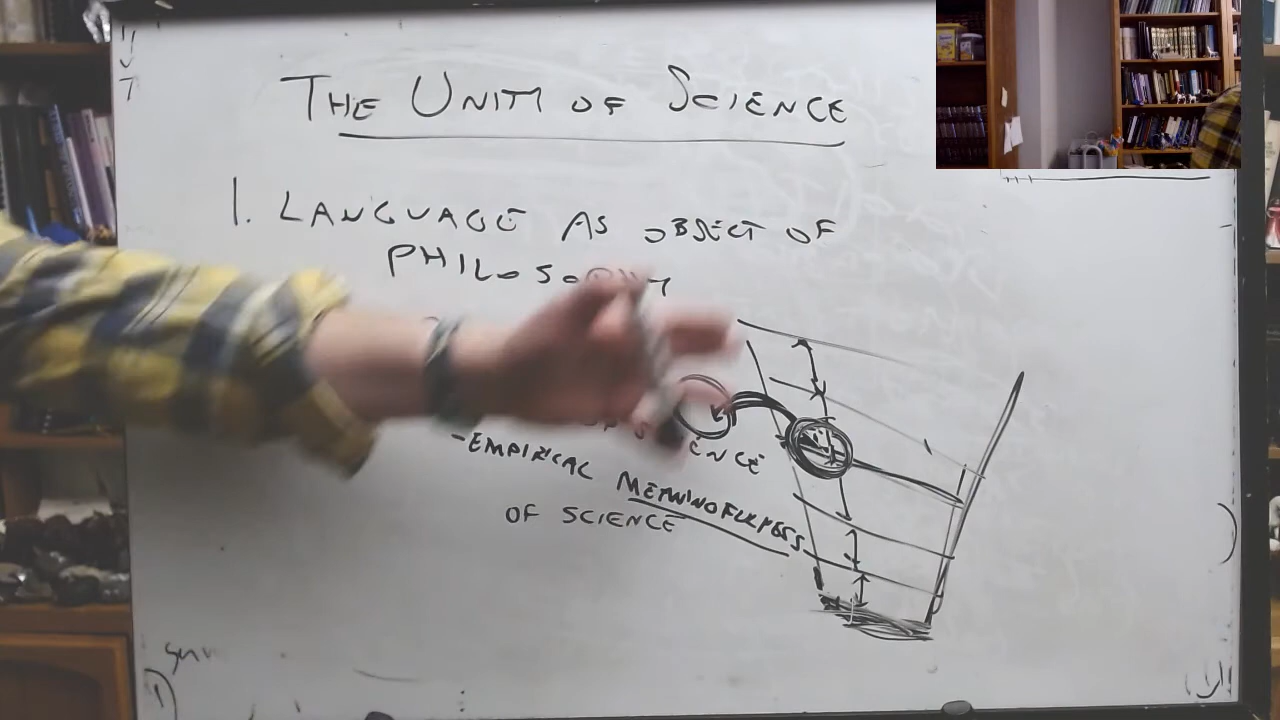 THE UNITY OF SCIENCE
1. LANGUAGE AS OBJECT OF
PHILOSOPHY
-EMPIRICAL MEANINGFULNESS
OF SCIENCE